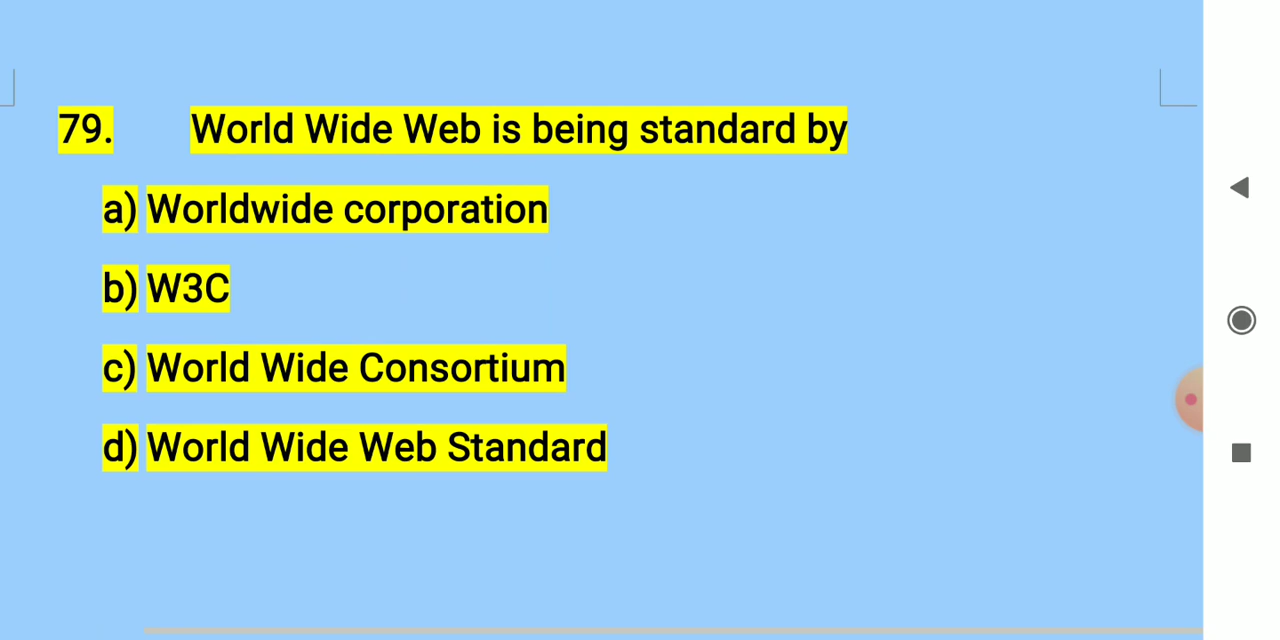 79. World Wide Web is being standard by
a) Worldwide corporation
b) W3C
c) World Wide Consortium
d) World Wide Web Standard